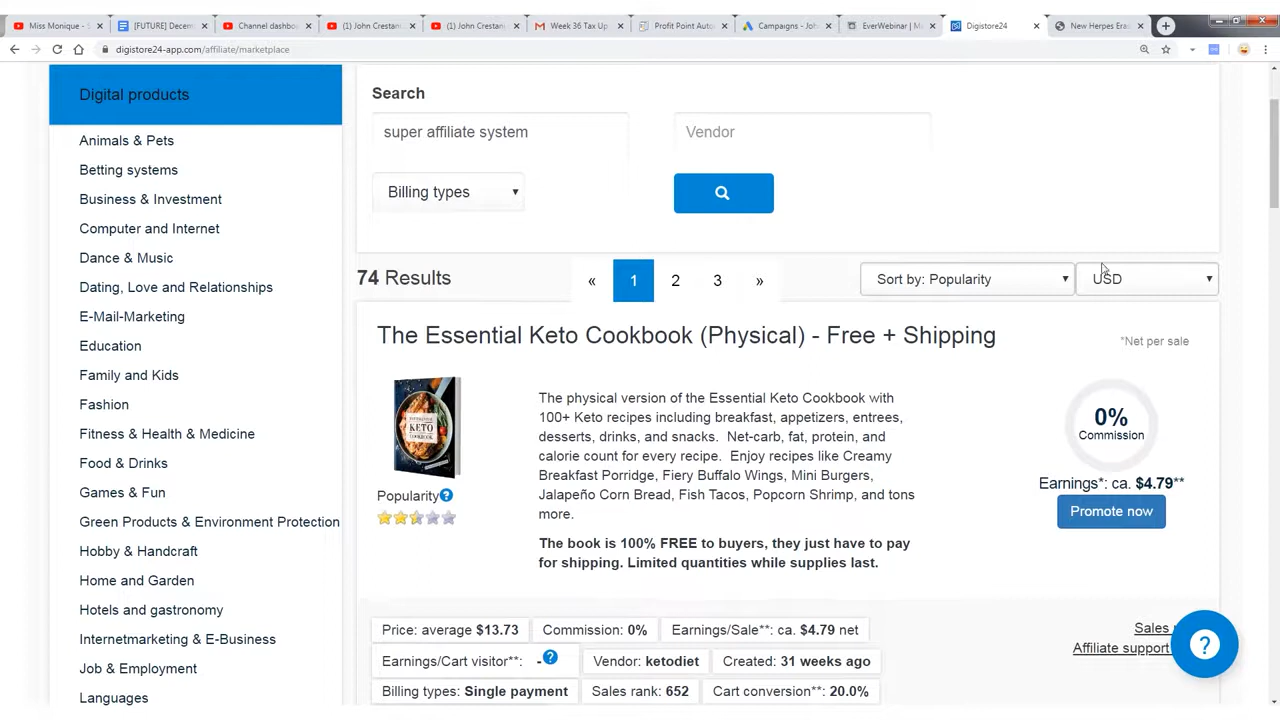 Miss Monique -
[FUTURE] Decem
Channel dashbo
(1) John Crestan
(1) John Crestan
Week 36 Tax Up
Profit Point Auto
Campaigns - Joh
EverWebinar | M
Digistore24
New Herpes Eras
digistore24-app.com/affiliate/marketplace
Digital products
Animals & Pets
Betting systems
Business & Investment
Computer and Internet
Dance & Music
Dating, Love and Relationships
E-Mail-Marketing
Education
Family and Kids
Fashion
Fitness & Health & Medicine
Food & Drinks
Games & Fun
Green Products & Environment Protection
Hobby & Handcraft
Home and Garden
Hotels and gastronomy
Internetmarketing & E-Business
Job & Employment
Languages
Search
super affiliate system
Vendor
Billing types
74 Results
« 1 2 3 »
Sort by: Popularity
USD
The Essential Keto Cookbook (Physical) - Free + Shipping
*Net per sale
Popularity
The physical version of the Essential Keto Cookbook with
100+ Keto recipes including breakfast, appetizers, entrees,
desserts, drinks, and snacks. Net-carb, fat, protein, and
calorie count for every recipe. Enjoy recipes like Creamy
Breakfast Porridge, Fiery Buffalo Wings, Mini Burgers,
Jalapeño Corn Bread, Fish Tacos, Popcorn Shrimp, and tons
more.
The book is 100% FREE to buyers, they just have to pay
for shipping. Limited quantities while supplies last.
0%
Commission
Earnings*: ca. $4.79**
Promote now
Price: average $13.73
Commission: 0%
Earnings/Sale**: ca. $4.79 net
Earnings/Cart visitor**: -
Vendor: ketodiet
Created: 31 weeks ago
Billing types: Single payment
Sales rank: 652
Cart conversion**: 20.0%
Sales
Affiliate support